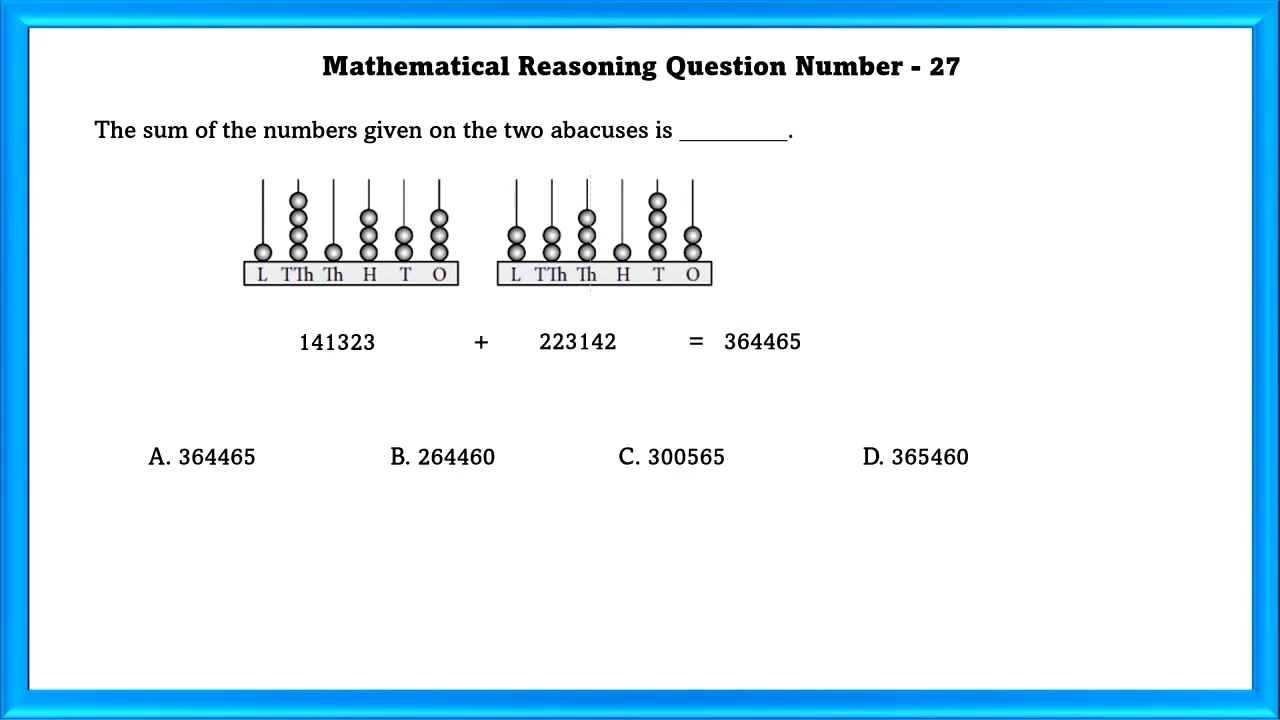 Mathematical Reasoning Question Number - 27
The sum of the numbers given on the two abacuses is _________.
L TTh Th H T O L TTh Th H T O
141323 + 223142 = 364465
A. 364465 B. 264460 C. 300565 D. 365460